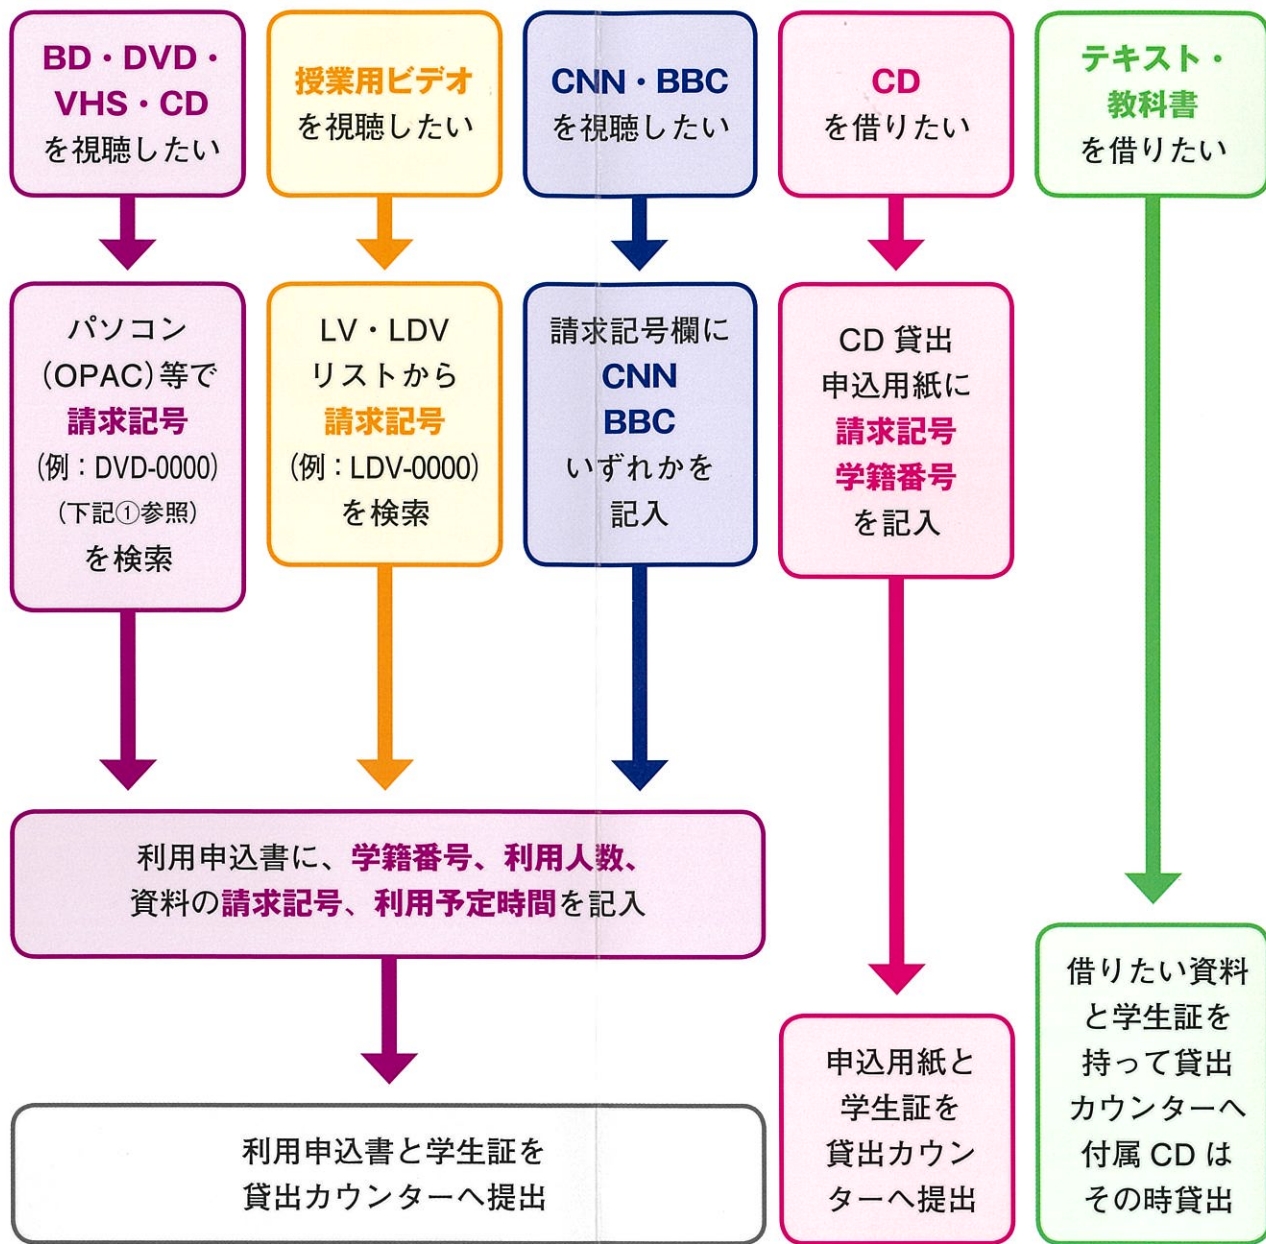 BD・DVD・
VHS・CD
を視聴したい
授業用ビデオ
を視聴したい
CNN・BBC
を視聴したい
CD
を借りたい
テキスト・
教科書
を借りたい
パソコン
（OPAC）等で
請求記号
（例：DVD-0000）
（下記①参照）
を検索
LV・LDV
リストから
請求記号
（例：LDV-0000）
を検索
請求記号欄に
CNN
BBC
いずれかを
記入
CD 貸出
申込用紙に
請求記号
学籍番号
を記入
利用申込書に、学籍番号、利用人数、
資料の請求記号、利用予定時間を記入
利用申込書と学生証を
貸出カウンターへ提出
申込用紙と
学生証を
貸出カウン
ターへ提出
借りたい資料
と学生証を
持って貸出
カウンターへ
付属 CD は
その時貸出